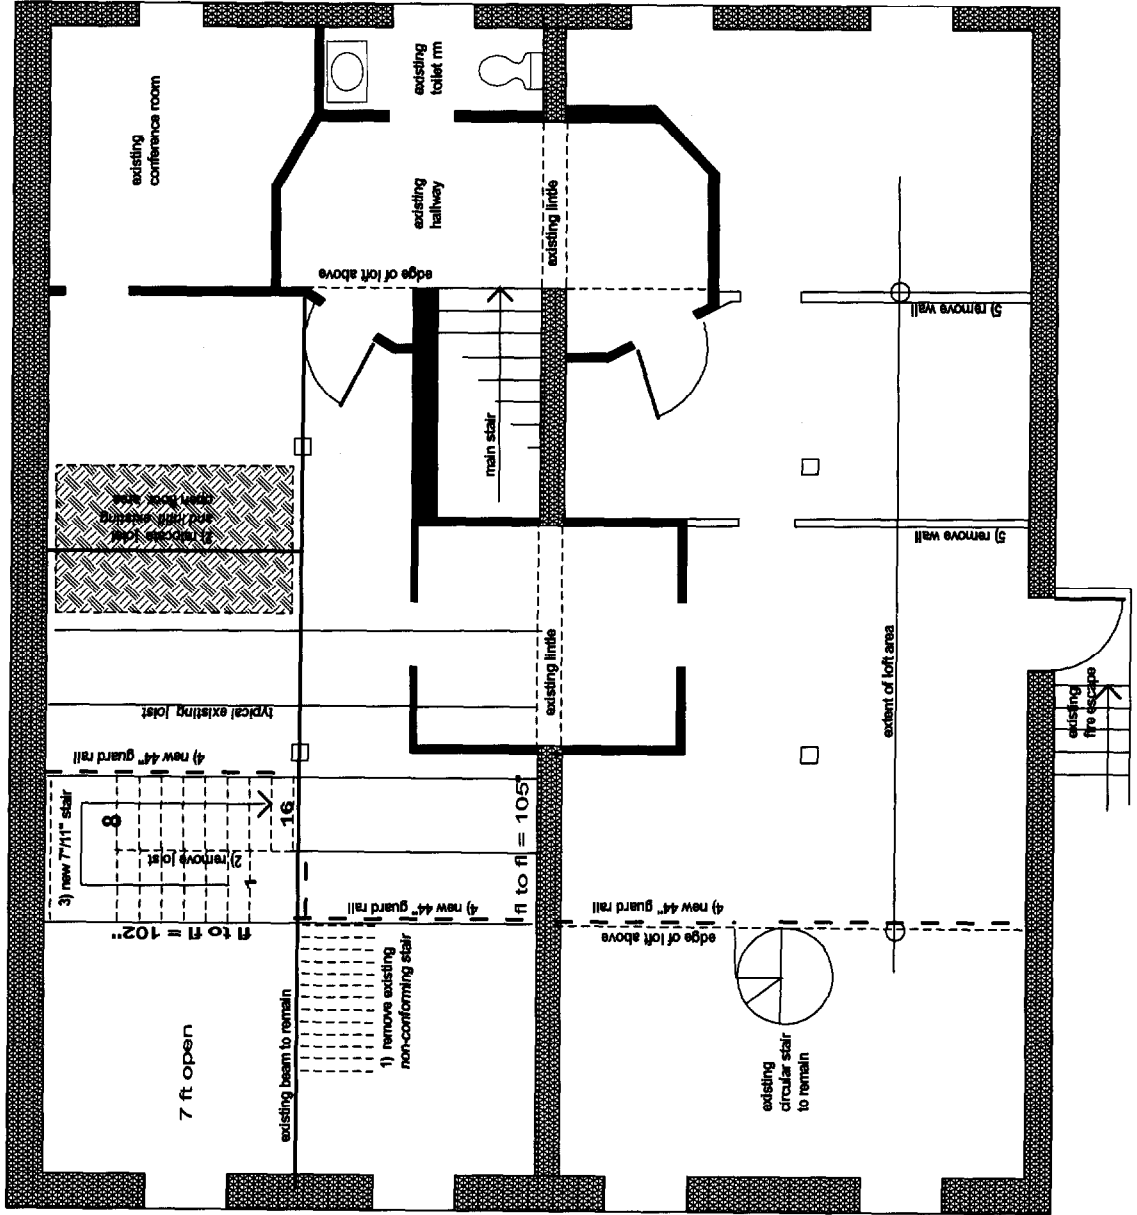 existing
conference room
existing
toilet rm
existing
hallway
existing lintle
edge of loft above
main stair
5) remove wall
5) remove wall
2) relocate joist
and infill existing
open floor area
typical existing joist
existing lintle
extent of loft area
existing
fire escape
4) new 44" guard rail
3) new 7"/11" stair
8
16
2) remove joist
1
fl to fl = 105"
4) new 44" guard rail
4) new 44" guard rail
edge of loft above
fl to fl = 102"
1) remove existing
non-conforming stair
existing beam to remain
7 ft open
existing
circular stair
to remain